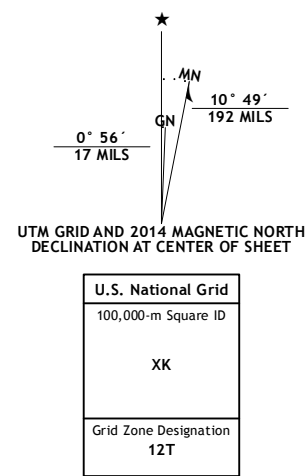 ★
MN
GN
10° 49´
192 MILS
0° 56´
17 MILS
UTM GRID AND 2014 MAGNETIC NORTH
DECLINATION AT CENTER OF SHEET
U.S. National Grid
100,000-m Square ID
XK
Grid Zone Designation
12T